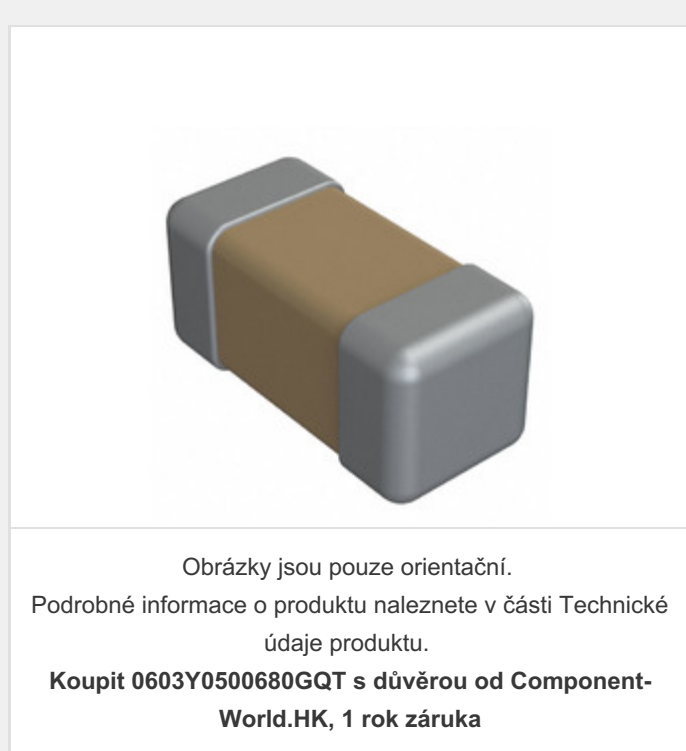 Obrázky jsou pouze orientační.
Podrobné informace o produktu naleznete v části Technické
údaje produktu.
Koupit 0603Y0500680GQT s důvěrou od Component-
World.HK, 1 rok záruka